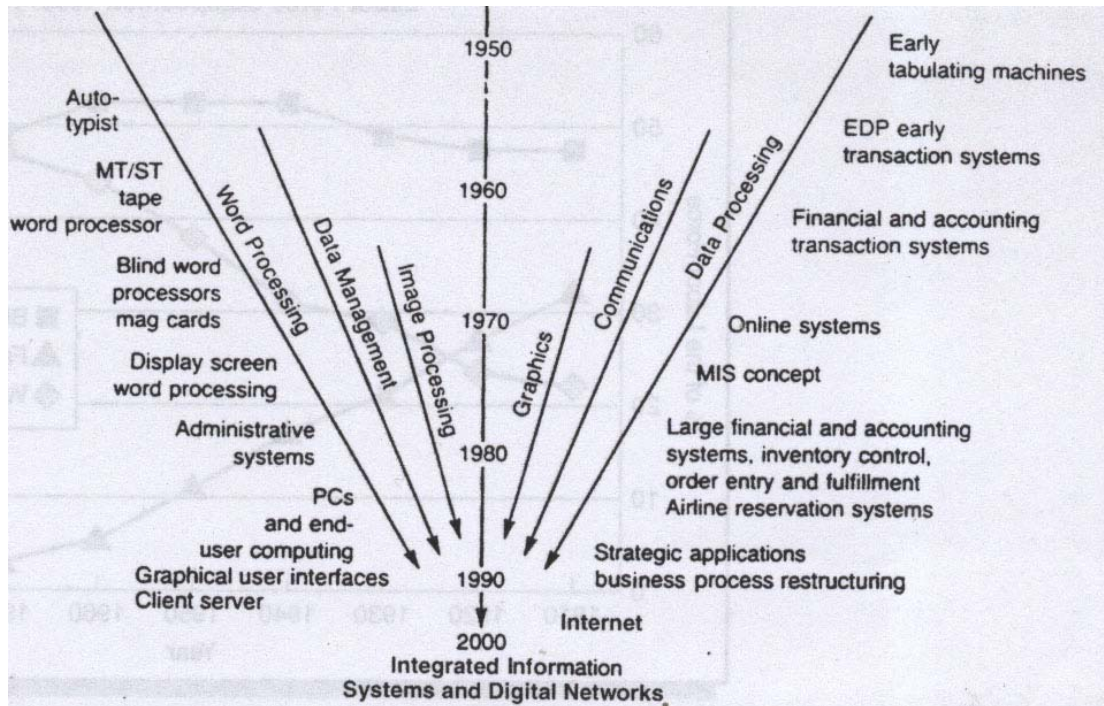 1950
Early
tabulating machines
Auto-
typist
EDP early
transaction systems
MT/ST
tape
word processor
1960
Financial and accounting
transaction systems
Word Processing
Data Management
Image Processing
Graphics
Communications
Data Processing
Blind word
processors
mag cards
1970
Online systems
Display screen
word processing
MIS concept
Administrative
systems
1980
Large financial and accounting
systems, inventory control,
order entry and fulfillment
Airline reservation systems
PCs
and end-
user computing
Graphical user interfaces
Client server
1990
Strategic applications
business process restructuring
Internet
2000
Integrated Information
Systems and Digital Networks